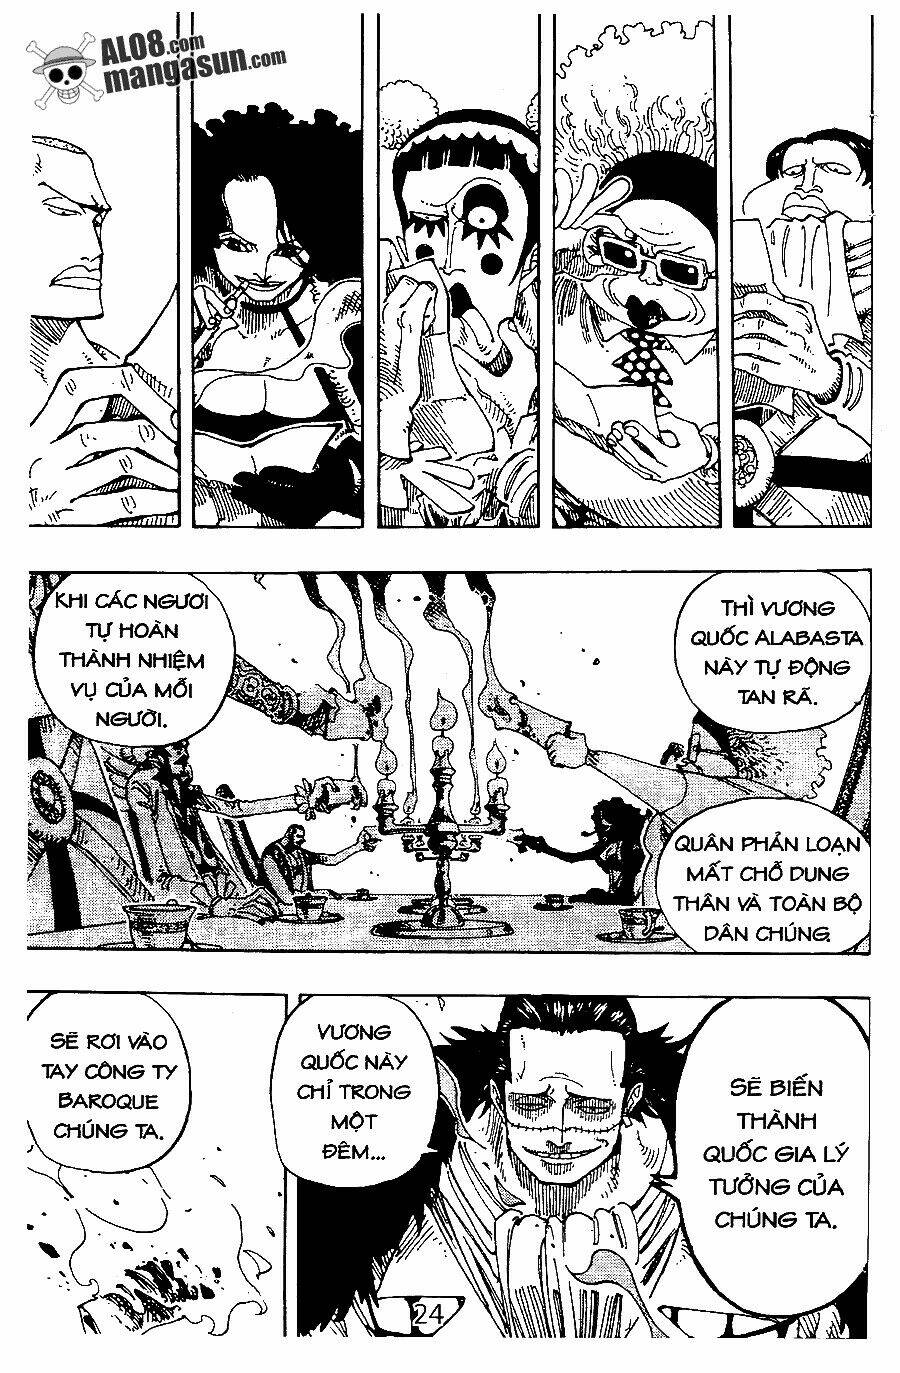 AL08.com
mangasun.com
KHI CÁC NGƯƠI
TỰ HOÀN
THÀNH NHIỆM
VỤ CỦA MỖI
NGƯỜI.
THÌ VƯƠNG
QUỐC ALABASTA
NÀY TỰ ĐỘNG
TAN RÃ.
QUÂN PHẢN LOẠN
MẤT CHỖ DUNG
THÂN VÀ TOÀN BỘ
DÂN CHÚNG.
SẼ RƠI VÀO
TAY CÔNG TY
BAROQUE
CHÚNG TA.
VƯƠNG
QUỐC NÀY
CHỈ TRONG
MỘT
ĐÊM...
SẼ BIẾN
THÀNH
QUỐC GIA LÝ
TƯỞNG CỦA
CHÚNG TA.
24